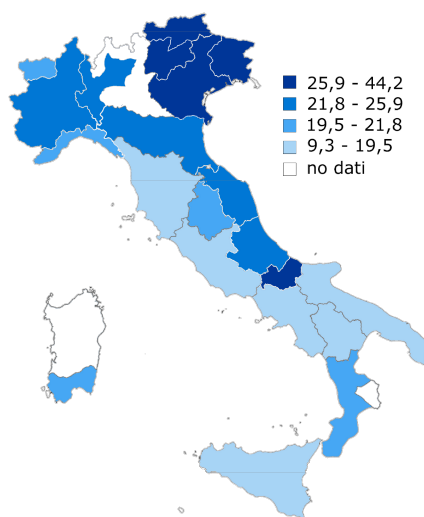 25,9 - 44,2
21,8 - 25,9
19,5 - 21,8
9,3 - 19,5
no dati